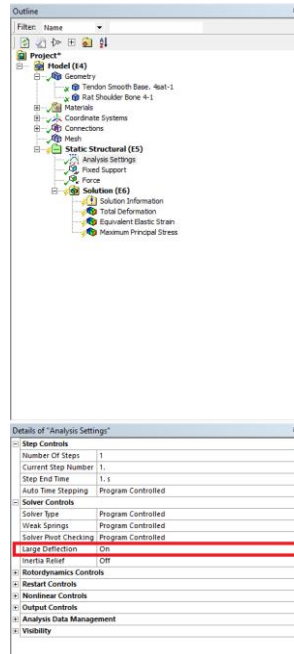 Outline
Filter: Name
Project*
Model (E4)
Geometry
Tendon Smooth Base. 4sat-1
Rat Shoulder Bone 4-1
Materials
Coordinate Systems
Connections
Mesh
Static Structural (E5)
Analysis Settings
Fixed Support
Force
Solution (E6)
Solution Information
Total Deformation
Equivalent Elastic Strain
Maximum Principal Stress
Details of "Analysis Settings"
Step Controls
Number Of Steps 1
Current Step Number 1.
Step End Time 1. s
Auto Time Stepping Program Controlled
Solver Controls
Solver Type Program Controlled
Weak Springs Program Controlled
Solver Pivot Checking Program Controlled
Large Deflection On
Inertia Relief Off
Rotordynamics Controls
Restart Controls
Nonlinear Controls
Output Controls
Analysis Data Management
Visibility